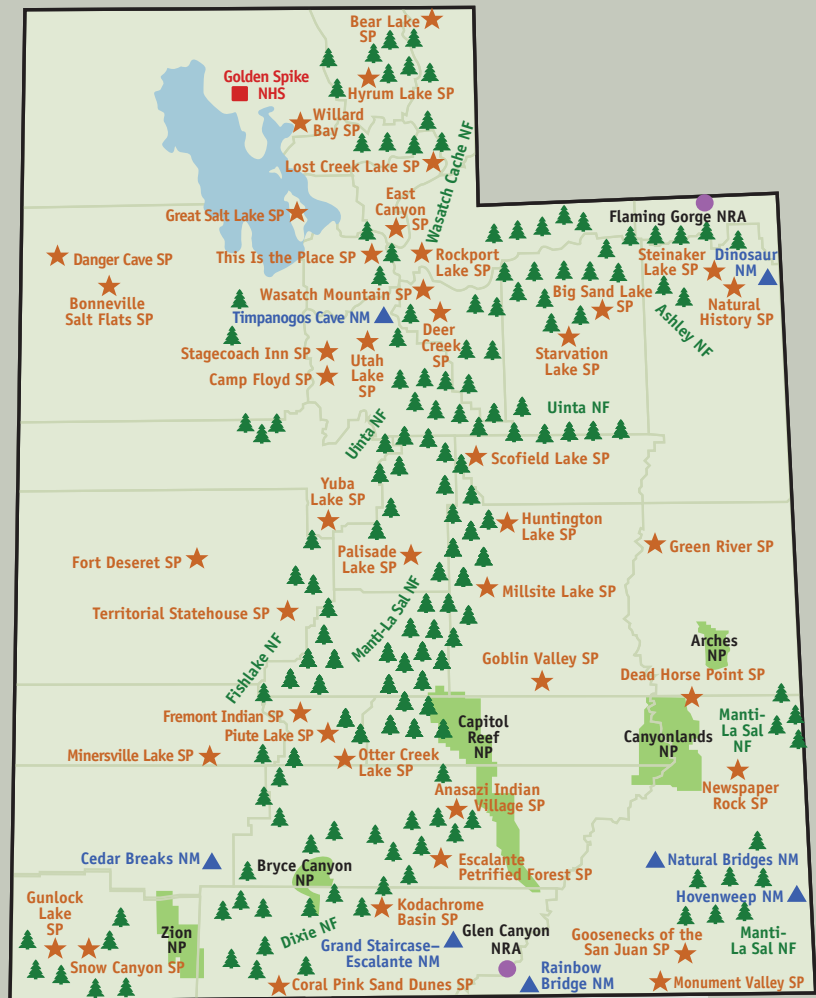 Bear Lake
SP
Golden Spike
NHS
Hyrum Lake SP
Willard
Bay SP
Wasatch Cache NF
Lost Creek Lake SP
East
Canyon
SP
Great Salt Lake SP
Flaming Gorge NRA
This Is the Place SP
Rockport
Lake SP
Steinaker
Lake SP
Dinosaur
NM
Danger Cave SP
Bonneville
Salt Flats SP
Wasatch Mountain SP
Big Sand Lake
SP
Natural
History SP
Timpanogos Cave NM
Deer
Creek
SP
Ashley NF
Stagecoach Inn SP
Utah
Lake
SP
Starvation
Lake SP
Camp Floyd SP
Uinta NF
Uinta NF
Scofield Lake SP
Yuba
Lake SP
Huntington
Lake SP
Fort Deseret SP
Palisade
Lake SP
Green River SP
Millsite Lake SP
Territorial Statehouse SP
Manti-La Sal NF
Fishlake NF
Arches
NP
Goblin Valley SP
Dead Horse Point SP
Fremont Indian SP
Piute Lake SP
Capitol
Reef
NP
Canyonlands
NP
Manti-
La Sal
NF
Minersville Lake SP
Otter Creek
Lake SP
Newspaper
Rock SP
Anasazi Indian
Village SP
Cedar Breaks NM
Bryce Canyon
NP
Escalante
Petrified Forest SP
Natural Bridges NM
Hovenweep NM
Gunlock
Lake
SP
Kodachrome
Basin SP
Zion
NP
Dixie NF
Glen Canyon
NRA
Grand Staircase–
Escalante NM
Goosenecks of the
San Juan SP
Manti-
La Sal NF
Snow Canyon SP
Coral Pink Sand Dunes SP
Rainbow
Bridge NM
Monument Valley SP